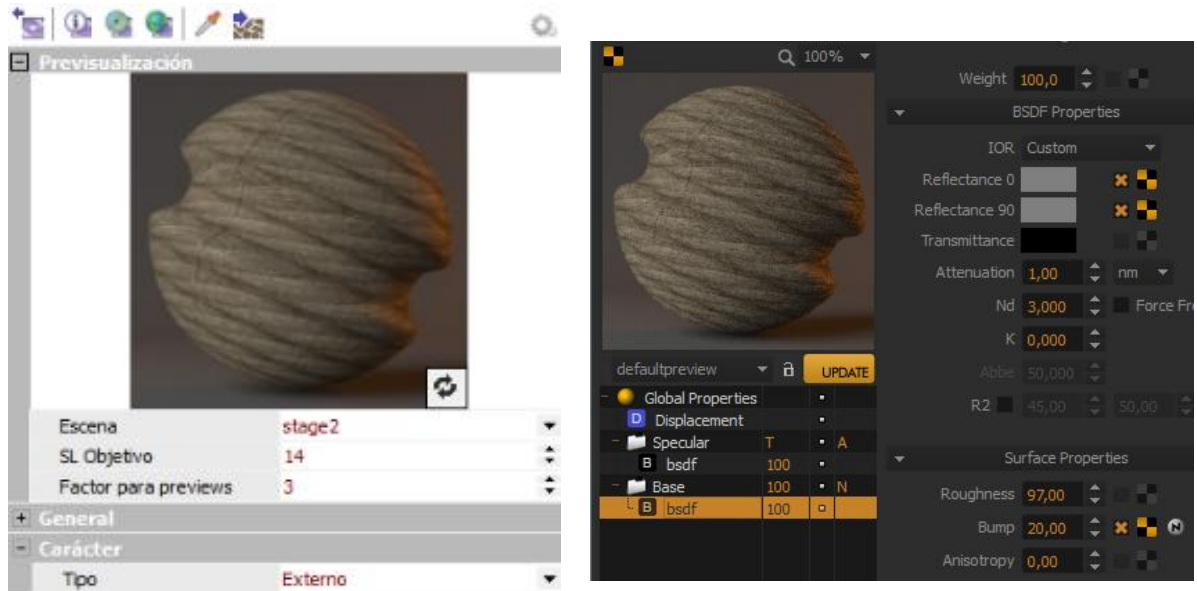 Previsualización
Escena stage2
SL Objetivo 14
Factor para previews 3
General
Carácter
Tipo Externo
100%
defaultpreview UPDATE
Global Properties
D Displacement
Specular T A
B bsdf 100
Base 100 N
B bsdf 100
Weight 100,0
BSDF Properties
IOR Custom
Reflectance 0
Reflectance 90
Transmittance
Attenuation 1,00 nm
Nd 3,000 Force Fre
K 0,000
Abbe 50,000
R2 45,00 50,00
Surface Properties
Roughness 97,00
Bump 20,00 N
Anisotropy 0,00